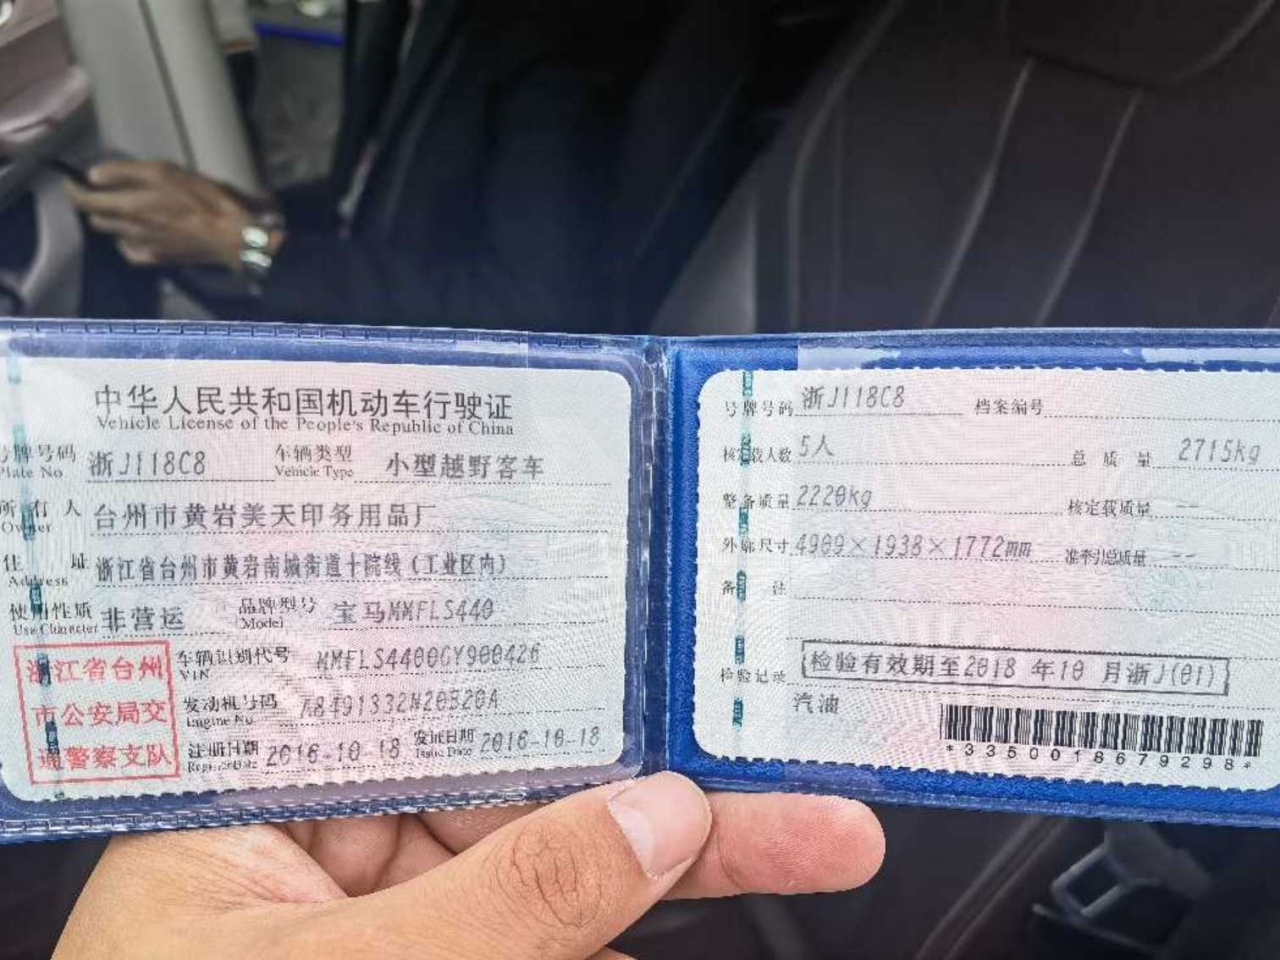 中华人民共和国机动车行驶证
Vehicle License of the People's Republic of China
号牌号码 浙J118C8 车辆类型 小型越野客车
Plate No Vehicle Type
所有人 台州市黄岩美天印务用品厂
Owner
住址 浙江省台州市黄岩南城街道十院线(工业区内)
Address
使用性质 非营运 品牌型号 宝马MMFLS440
Use Character Model
浙江省台州
市公安局交
通警察支队
车辆识别代号
VIN
发动机号码
Engine No.
注册日期 2016-10-18 发证日期 2016-10-18
Register Date Issue Date
号牌号码 浙J118C8 档案编号
核定载人数 5人 总质量 2715kg
整备质量 2220kg 核定载质量 --
外廓尺寸 4909×1938×1772mm 准牵引总质量 --
备注
检验记录 检验有效期至2018年10月浙J(01)
汽油
*3350018679298*